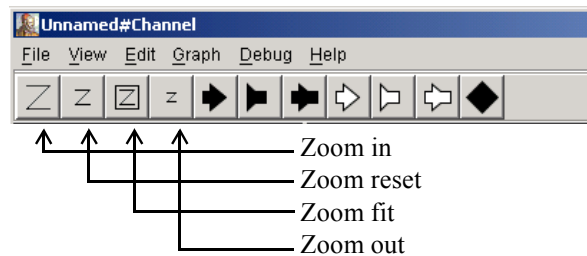 Unnamed#Channel
File View Edit Graph Debug Help
Z Z Z z
Zoom in
Zoom reset
Zoom fit
Zoom out